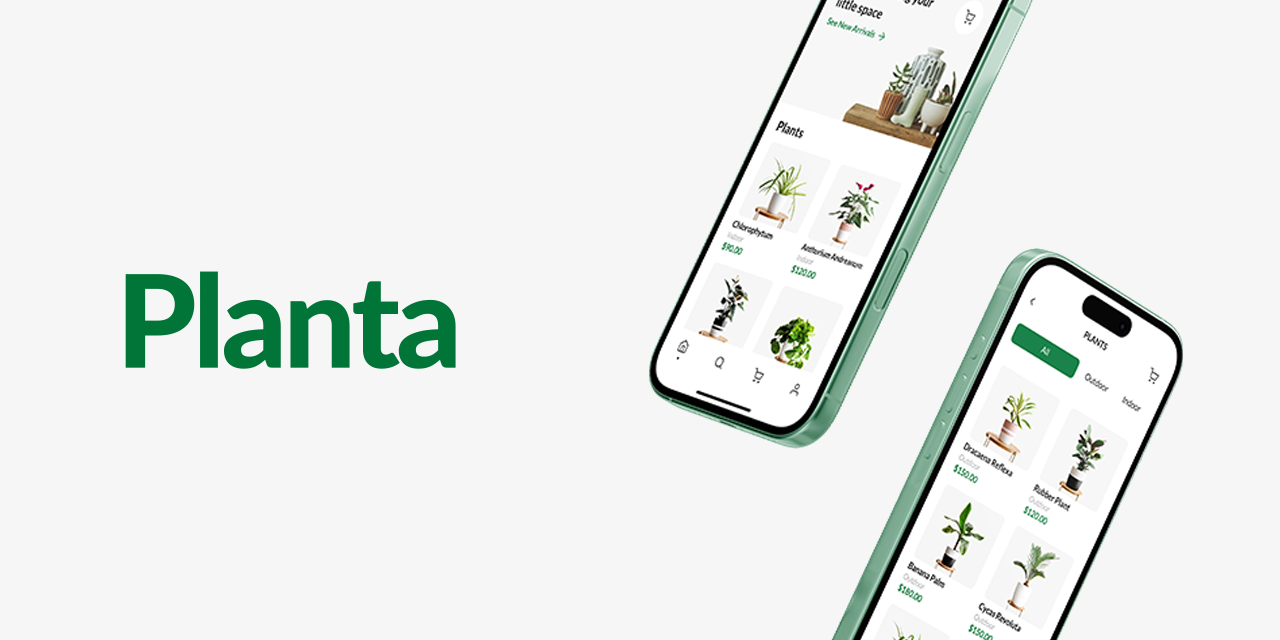 Planta
your
little space
See New Arrivals
Plants
Chlorophytum
Indoor
$90.00
Anthurium Andreanum
Indoor
$120.00
PLANTS
All
Outdoor
Indoor
Dracaena Reflexa
Outdoor
$150.00
Rubber Plant
Outdoor
$120.00
Banana Palm
Outdoor
$180.00
Cycas Revoluta
Outdoor
$150.00